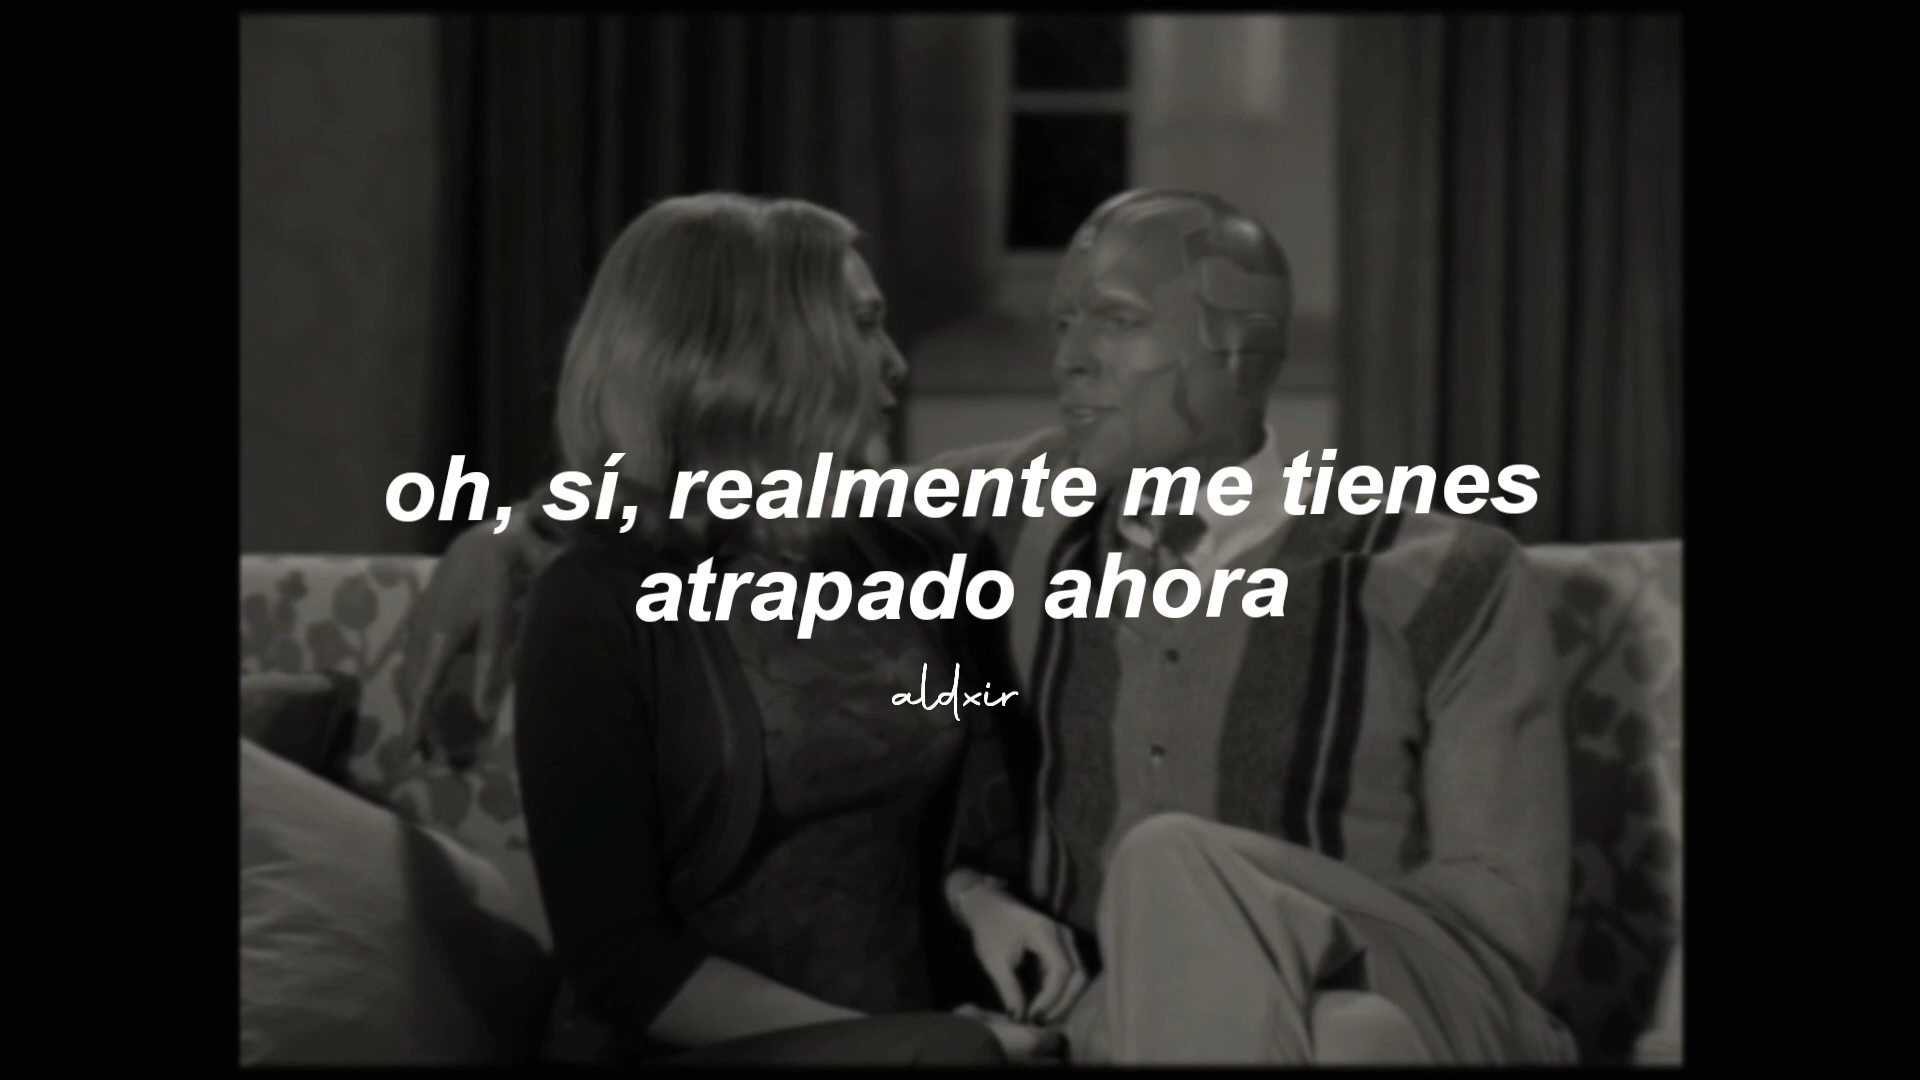 oh, sí, realmente me tienes
atrapado ahora
aldxir